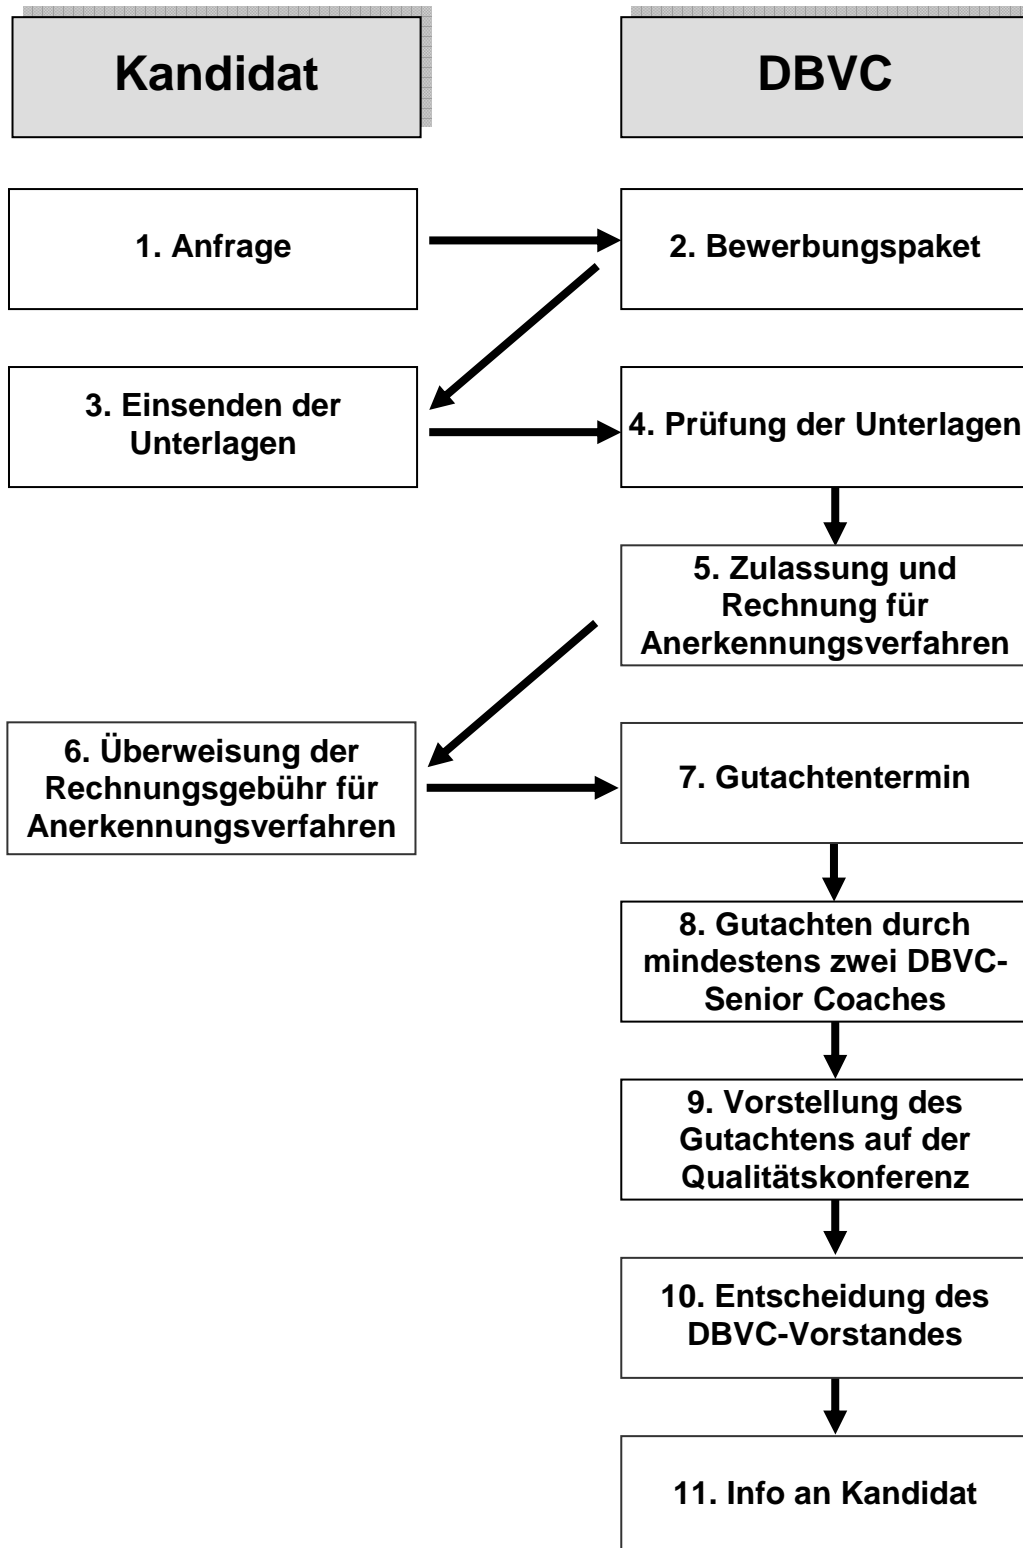 Kandidat
DBVC
1. Anfrage
2. Bewerbungspaket
3. Einsenden der
Unterlagen
4. Prüfung der Unterlagen
5. Zulassung und
Rechnung für
Anerkennungsverfahren
6. Überweisung der
Rechnungsgebühr für
Anerkennungsverfahren
7. Gutachtentermin
8. Gutachten durch
mindestens zwei DBVC-
Senior Coaches
9. Vorstellung des
Gutachtens auf der
Qualitätskonferenz
10. Entscheidung des
DBVC-Vorstandes
11. Info an Kandidat